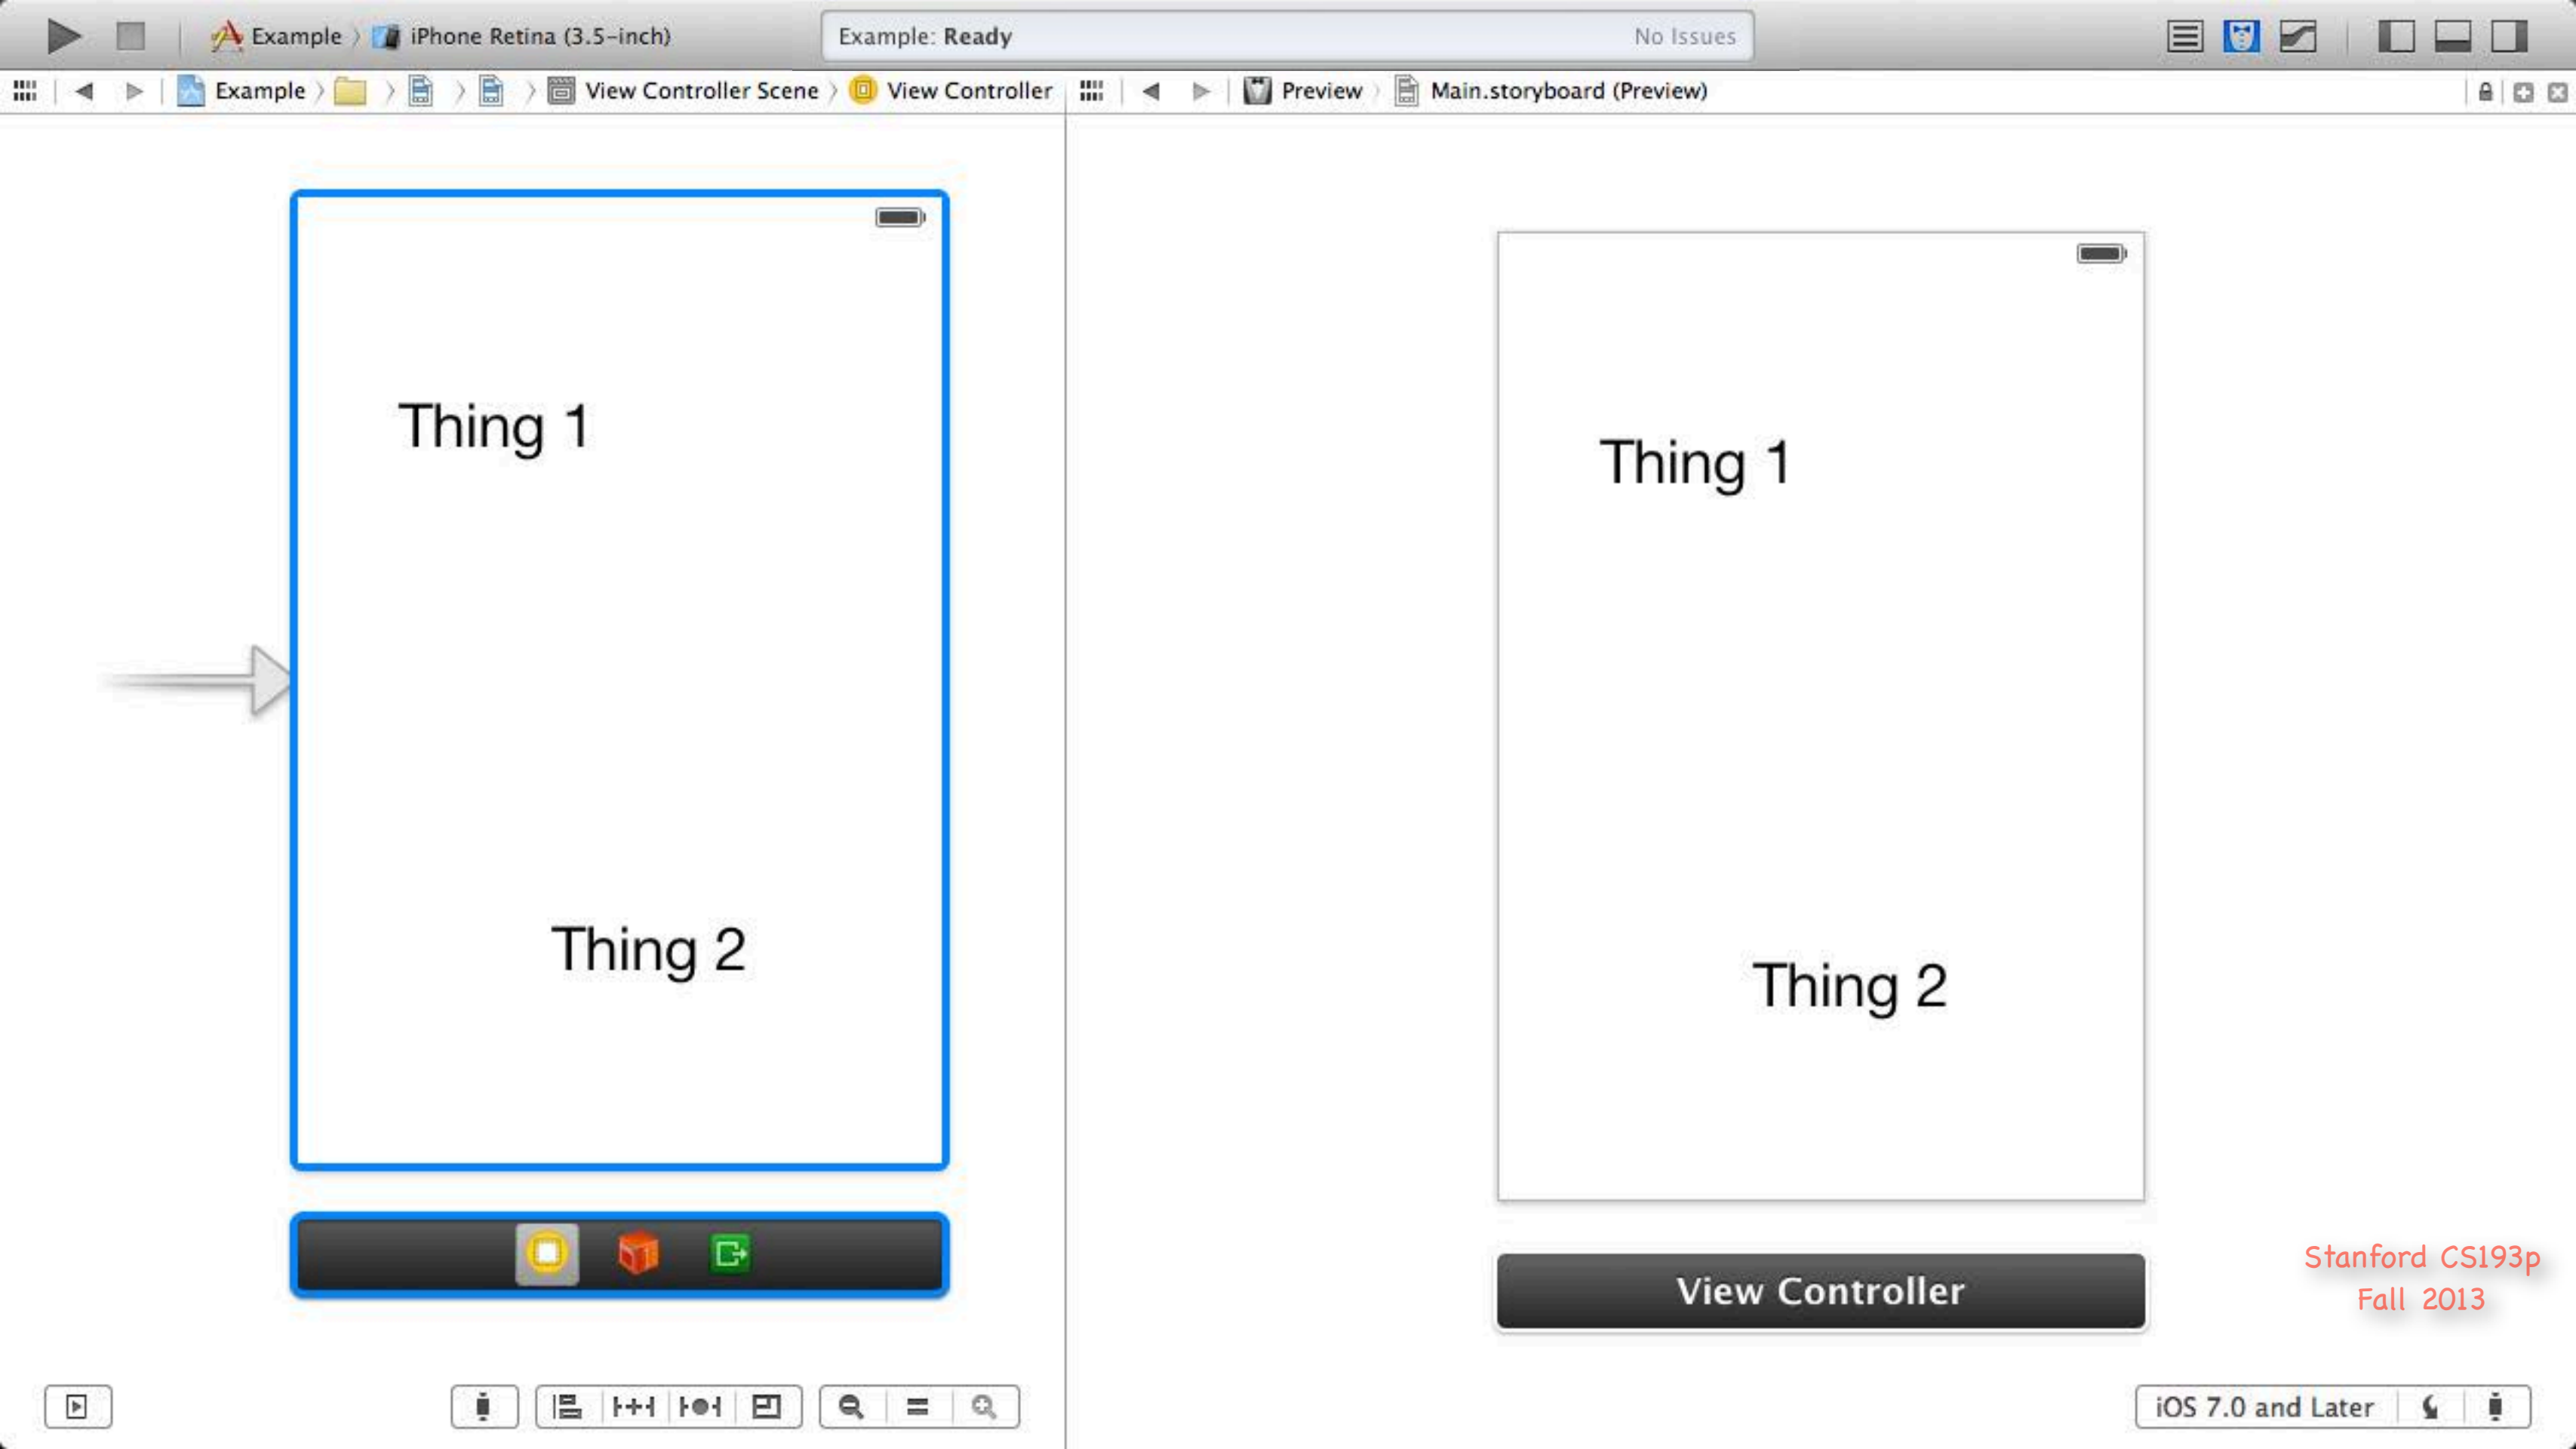 Example iPhone Retina (3.5-inch) Example: Ready No Issues
Example View Controller Scene View Controller Preview Main.storyboard (Preview)
Thing 1
Thing 2
Thing 1
Thing 2
View Controller
Stanford CS193p
Fall 2013
iOS 7.0 and Later